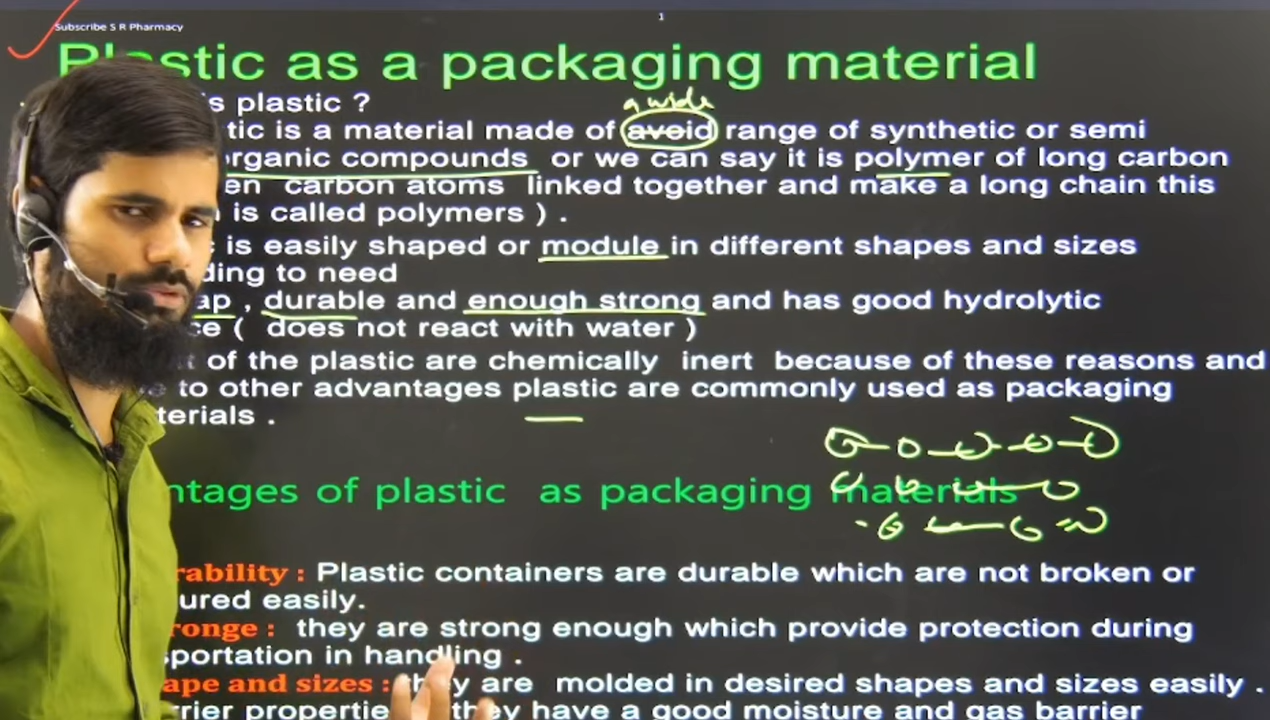 Subscribe S R Pharmacy
1
Plastic as a packaging material
is plastic ?
a wide
tic is a material made of avoid range of synthetic or semi
organic compounds or we can say it is polymer of long carbon
en carbon atoms linked together and make a long chain this
is called polymers ) .
is easily shaped or module in different shapes and sizes
ding to need
ap , durable and enough strong and has good hydrolytic
ce ( does not react with water )
of the plastic are chemically inert because of these reasons and
to other advantages plastic are commonly used as packaging
terials .
ntages of plastic as packaging materials
rability : Plastic containers are durable which are not broken or
ured easily.
ronge : they are strong enough which provide protection during
sportation in handling .
ape and sizes : they are molded in desired shapes and sizes easily .
rrier propertie they have a good moisture and gas barrier